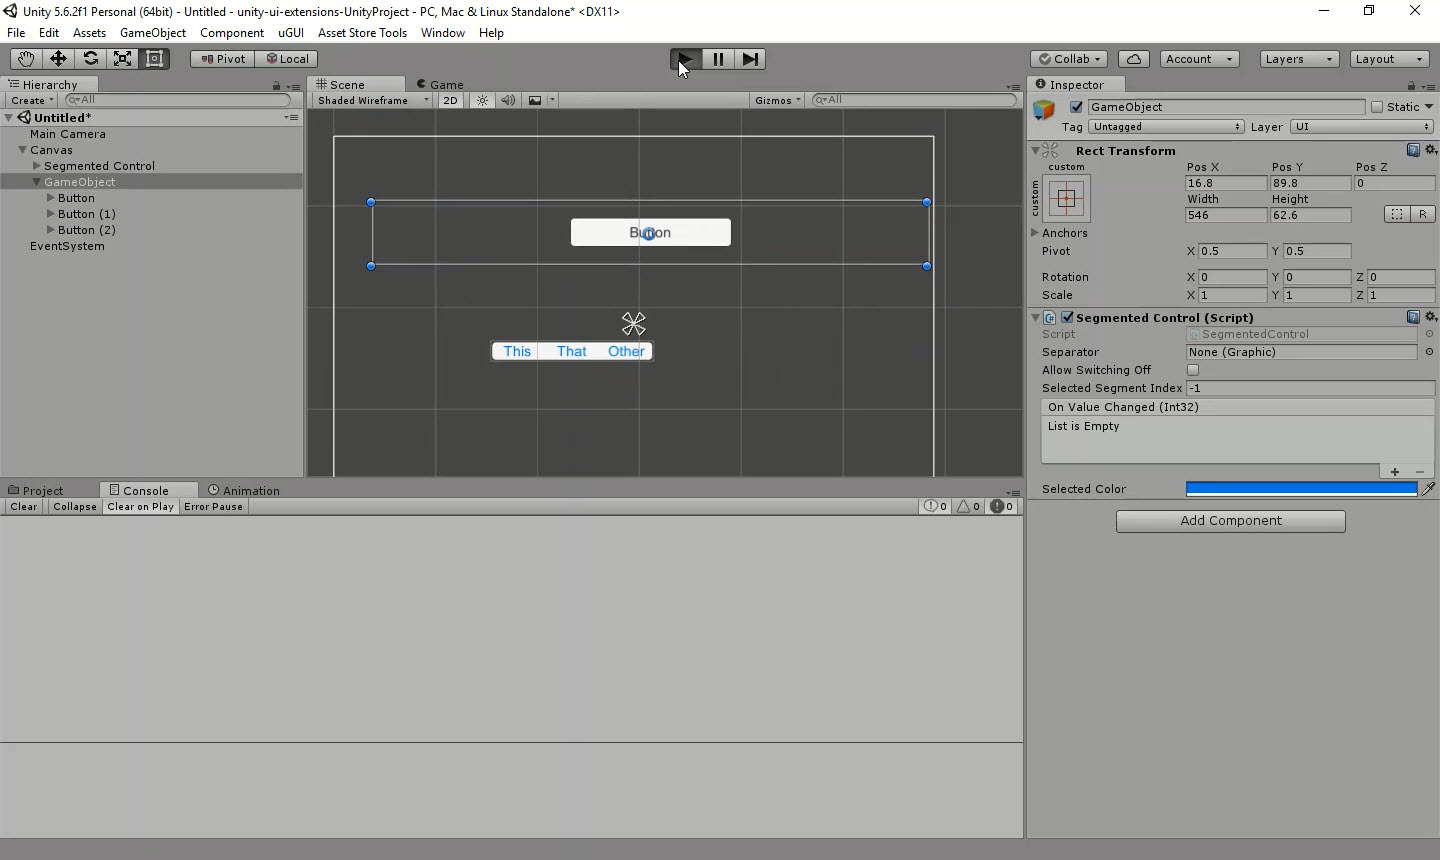 Unity 5.6.2f1 Personal (64bit) - Untitled - unity-ui-extensions-UnityProject - PC, Mac & Linux Standalone* <DX11>
File Edit Assets GameObject Component uGUI Asset Store Tools Window Help
Pivot Local Collab Account Layers Layout
Hierarchy
Create All
Untitled*
Main Camera
Canvas
Segmented Control
GameObject
Button
Button (1)
Button (2)
EventSystem
Scene Game
Shaded Wireframe 2D Gizmos All
Button
This That Other
Inspector
GameObject Static
Tag Untagged Layer UI
Rect Transform
custom Pos X Pos Y Pos Z
custom 16.8 89.8 0
Width Height
546 62.6 R
Anchors
Pivot X 0.5 Y 0.5
Rotation X 0 Y 0 Z 0
Scale X 1 Y 1 Z 1
Segmented Control (Script)
Script SegmentedControl
Separator None (Graphic)
Allow Switching Off
Selected Segment Index -1
On Value Changed (Int32)
List is Empty
+ −
Selected Color
Add Component
Project Console Animation
Clear Collapse Clear on Play Error Pause 0 0 0